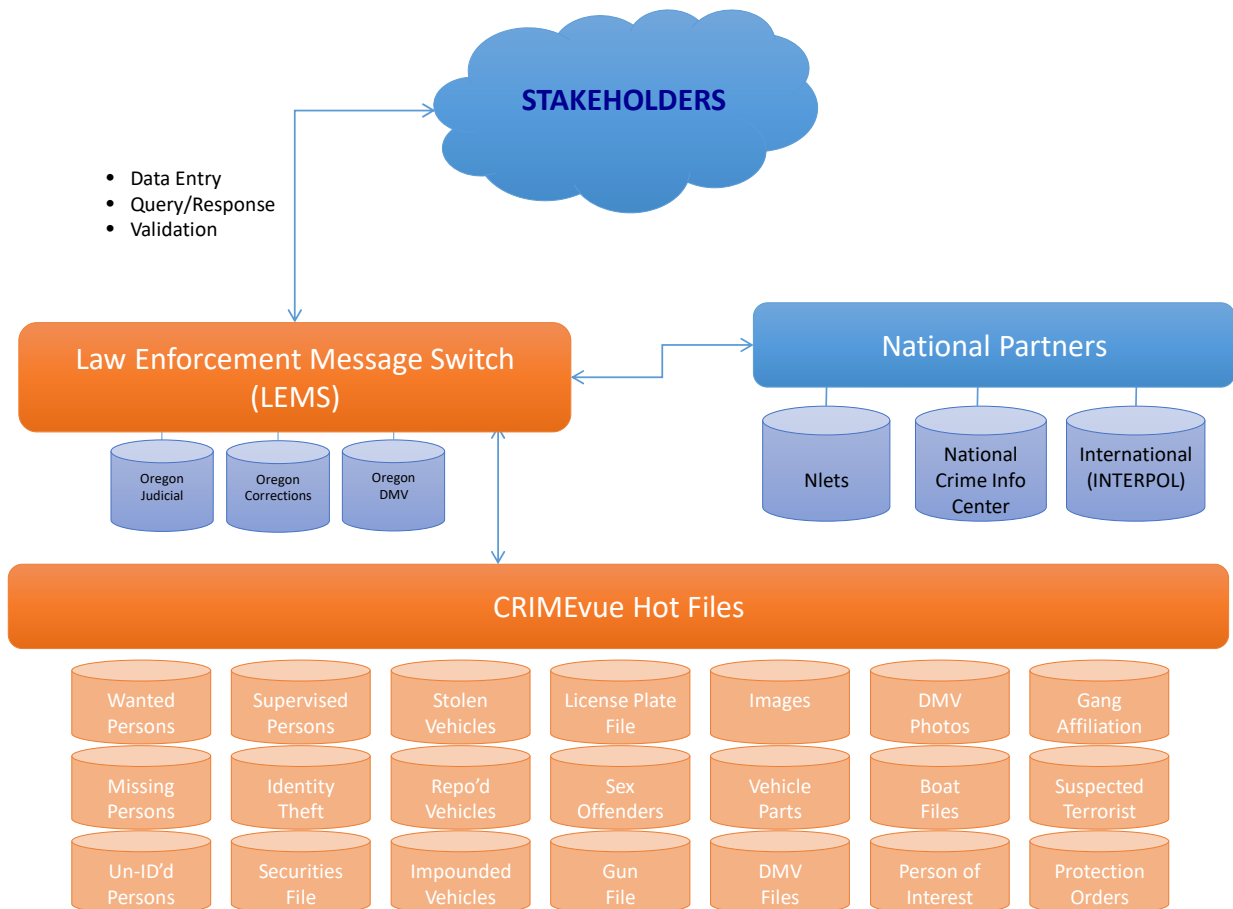 STAKEHOLDERS
• Data Entry
• Query/Response
• Validation
Law Enforcement Message Switch
(LEMS)
National Partners
Oregon
Judicial
Oregon
Corrections
Oregon
DMV
Nlets
National
Crime Info
Center
International
(INTERPOL)
CRIMEvue Hot Files
Wanted
Persons
Supervised
Persons
Stolen
Vehicles
License Plate
File
Images
DMV
Photos
Gang
Affiliation
Missing
Persons
Identity
Theft
Repo’d
Vehicles
Sex
Offenders
Vehicle
Parts
Boat
Files
Suspected
Terrorist
Un-ID’d
Persons
Securities
File
Impounded
Vehicles
Gun
File
DMV
Files
Person of
Interest
Protection
Orders